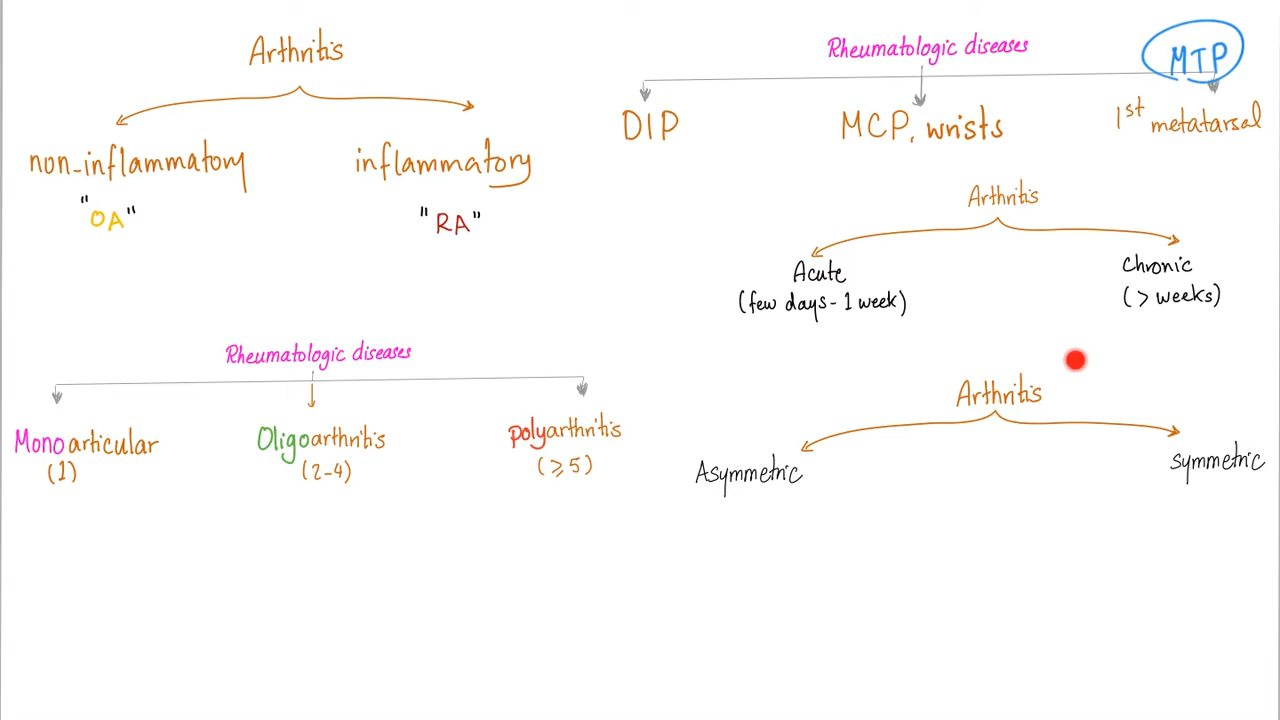 Arthritis
non-inflammatory
inflammatory
"OA"
"RA"
Rheumatologic diseases
MTP
DIP
MCP, wrists
1st metatarsal
Arthritis
Acute
(few days - 1 week)
Chronic
(> weeks)
Rheumatologic diseases
Monoarticular
(1)
Oligoarthritis
(2-4)
polyarthritis
(≥ 5)
Arthritis
Asymmetric
symmetric